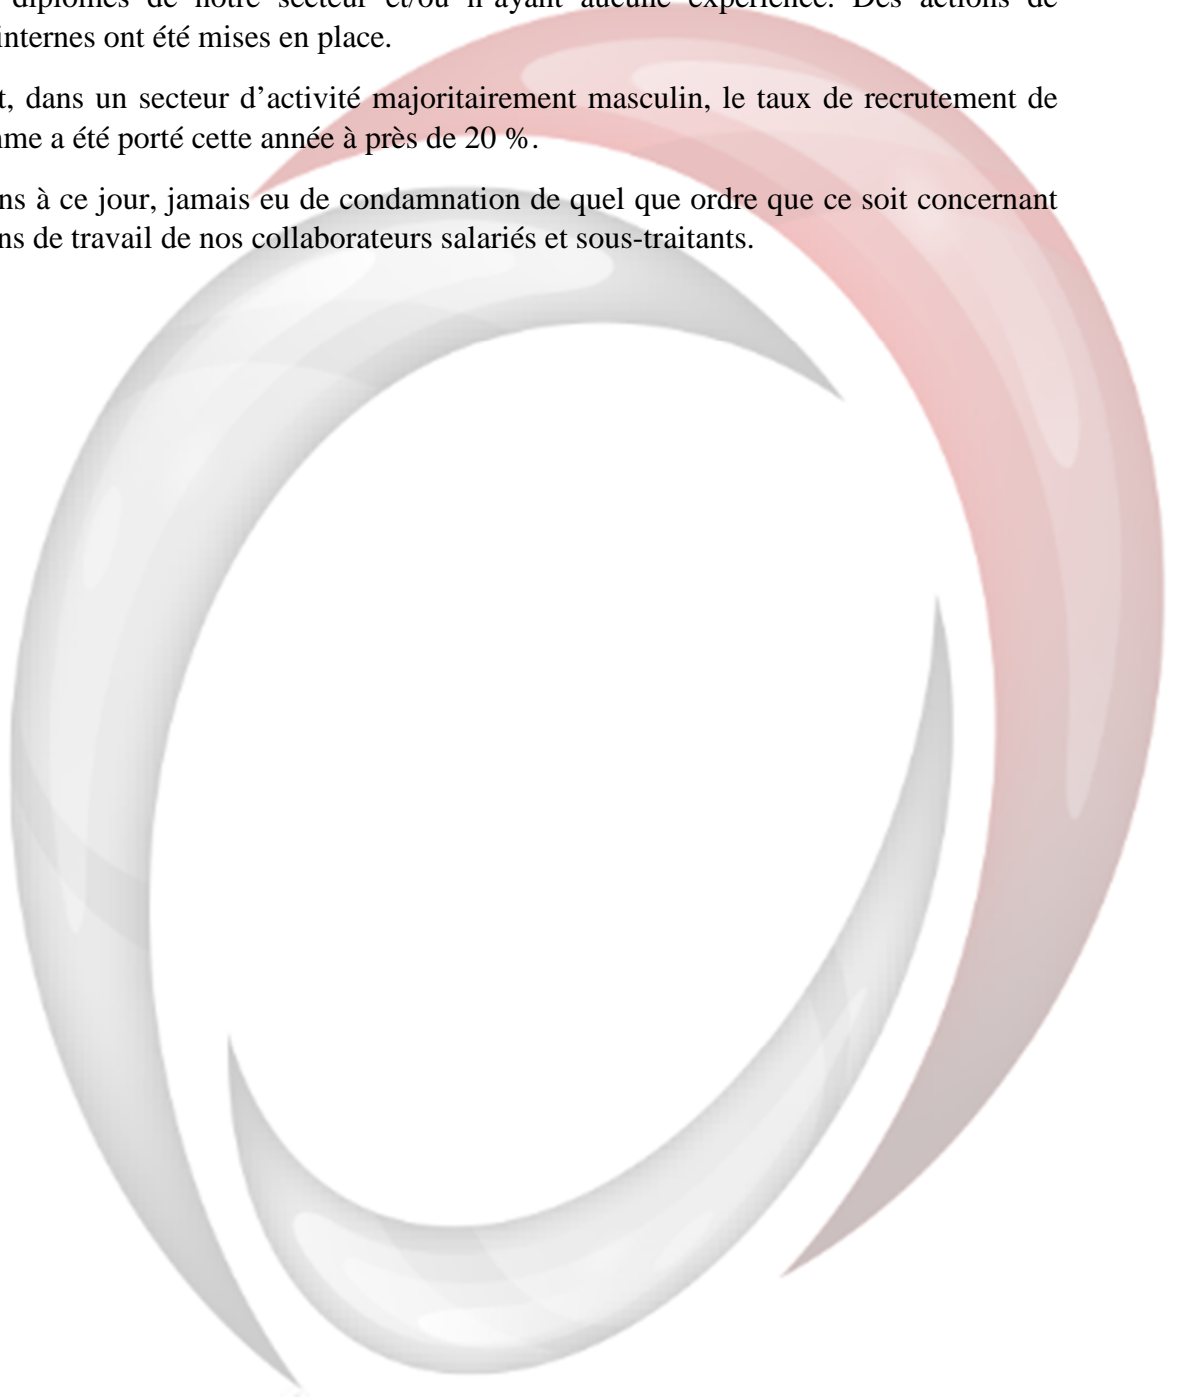 diplômés de notre secteur et/ou n'ayant aucune expérience. Des actions de
internes ont été mises en place.
t, dans un secteur d’activité majoritairement masculin, le taux de recrutement de
me a été porté cette année à près de 20 %.
ns à ce jour, jamais eu de condamnation de quel que ordre que ce soit concernant
ns de travail de nos collaborateurs salariés et sous-traitants.